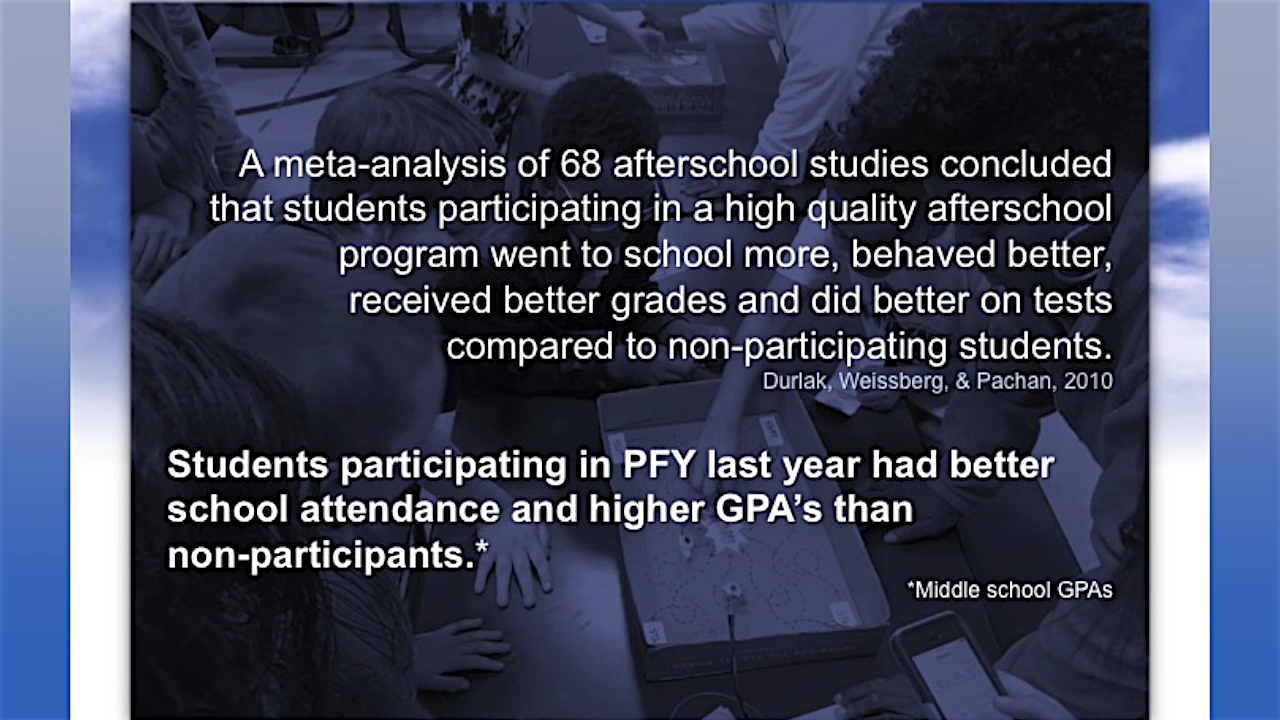 A meta-analysis of 68 afterschool studies concluded
that students participating in a high quality afterschool
program went to school more, behaved better,
received better grades and did better on tests
compared to non-participating students.
Durlak, Weissberg, & Pachan, 2010
Students participating in PFY last year had better
school attendance and higher GPA’s than
non-participants.*
*Middle school GPAs